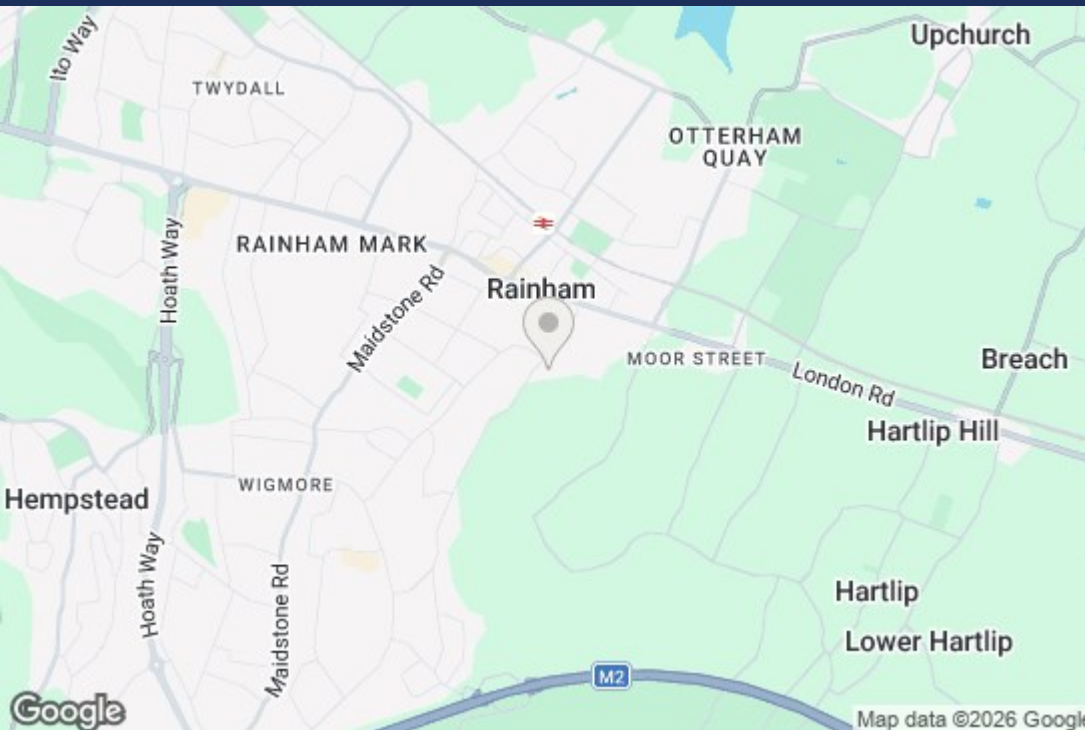 Ito Way
Upchurch
TWYDALL
OTTERHAM
QUAY
Hoath Way
RAINHAM MARK
Maidstone Rd
Rainham
MOOR STREET
London Rd
Breach
Hartlip Hill
WIGMORE
Hempstead
Hoath Way
Maidstone Rd
Hartlip
Lower Hartlip
M2
Google
Map data ©2026 Google